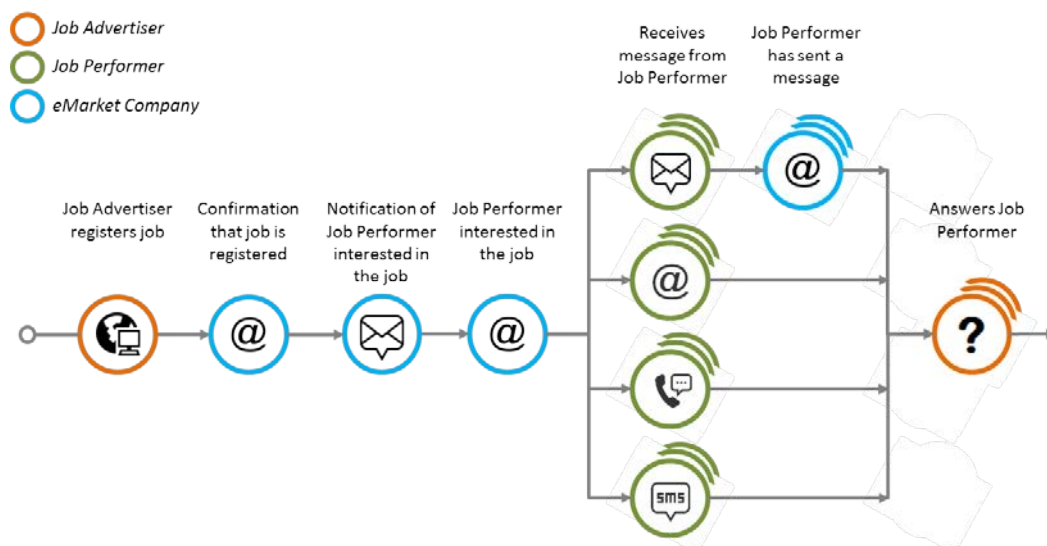 Job Advertiser
Job Performer
eMarket Company
Job Advertiser
registers job
Confirmation
that job is
registered
Notification of
Job Performer
interested in
the job
Job Performer
interested in
the job
Receives
message from
Job Performer
Job Performer
has sent a
message
Answers Job
Performer
@
@
@
@
sms
?